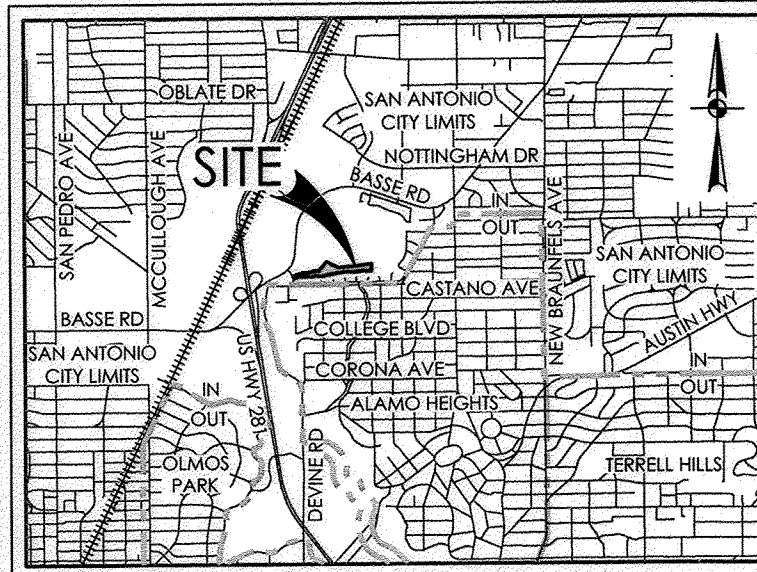 OBLATE DR
SAN ANTONIO
CITY LIMITS
NOTTINGHAM DR
SITE
BASSE RD
SAN PEDRO AVE
MCCULLOUGH AVE
IN
OUT
NEW BRAUNFELS AVE
SAN ANTONIO
CITY LIMITS
CASTANO AVE
AUSTIN HWY
BASSE RD
COLLEGE BLVD
SAN ANTONIO
CITY LIMITS
US HWY 281
CORONA AVE
IN
OUT
IN
OUT
ALAMO HEIGHTS
OLMOS
PARK
DEVINE RD
TERRELL HILLS